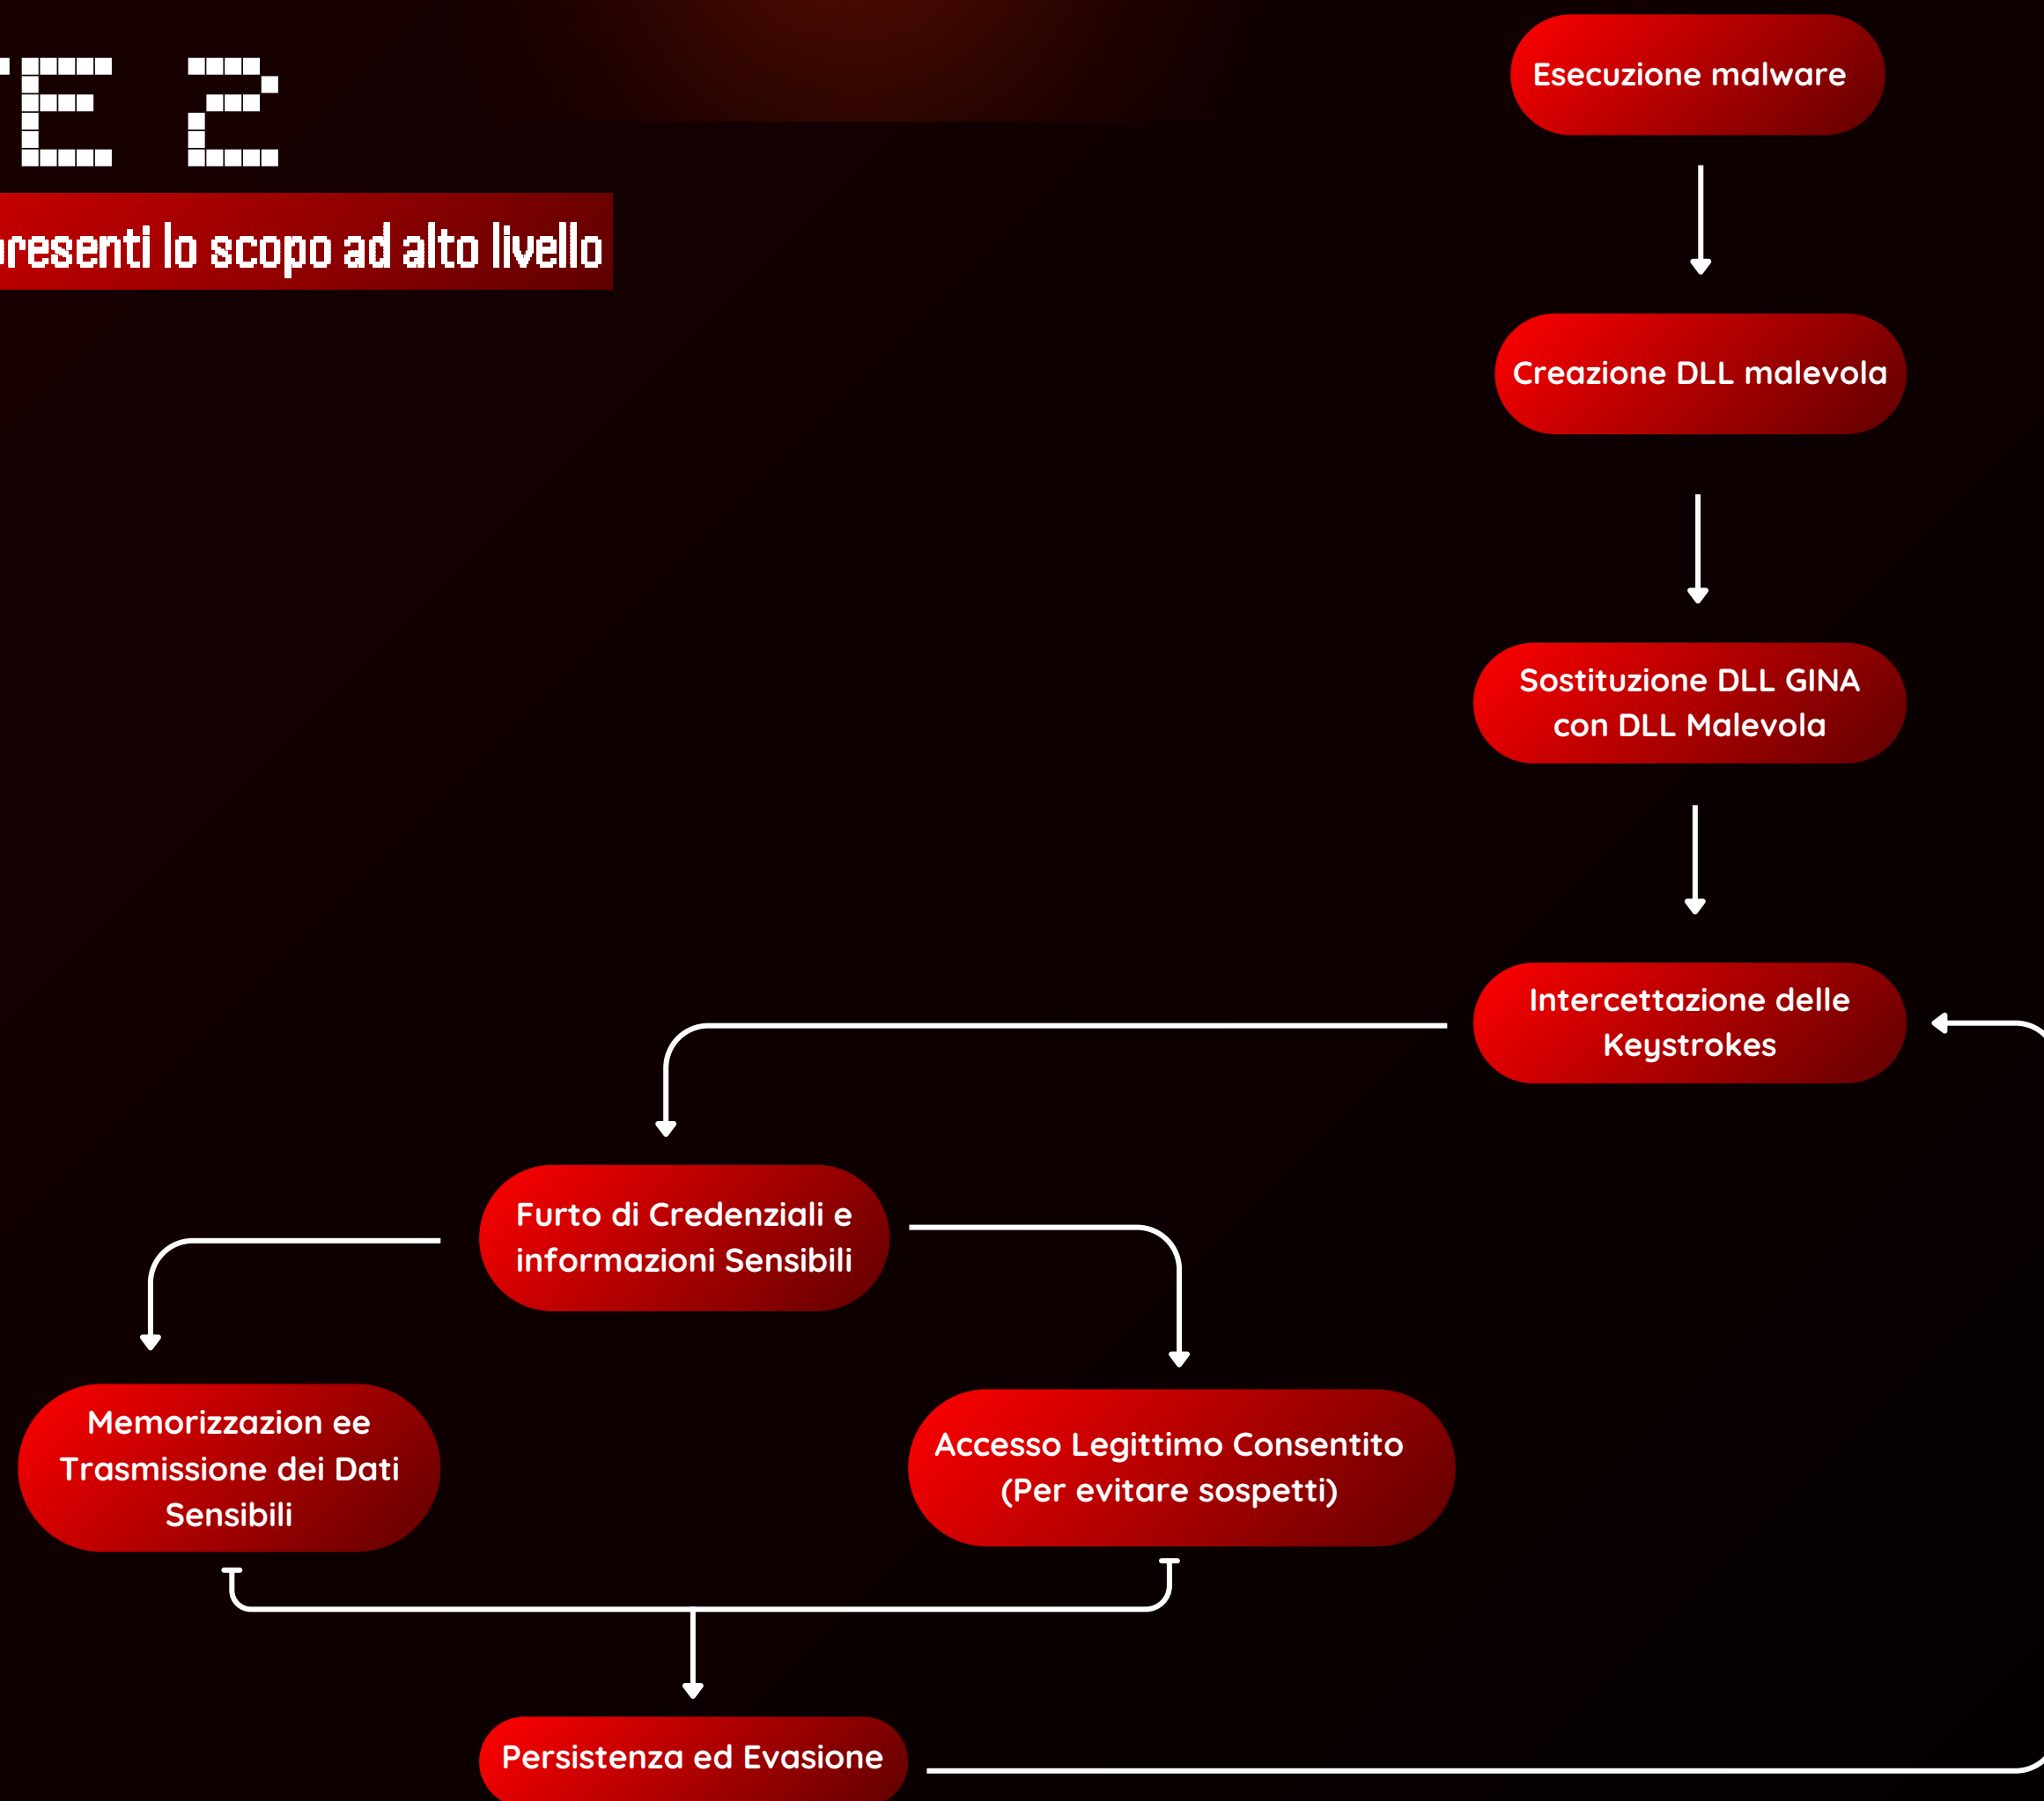 E 2
presenti lo scopo ad alto livello
Esecuzione malware
Creazione DLL malevola
Sostituzione DLL GINA
con DLL Malevola
Intercettazione delle
Keystrokes
Furto di Credenziali e
informazioni Sensibili
Memorizzazion ee
Trasmissione dei Dati
Sensibili
Accesso Legittimo Consentito
(Per evitare sospetti)
Persistenza ed Evasione